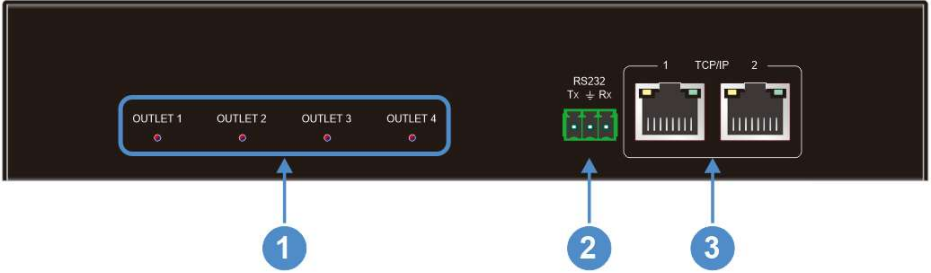 OUTLET 1 OUTLET 2 OUTLET 3 OUTLET 4
RS232
Tx ⏚ Rx
1 TCP/IP 2
1 2 3